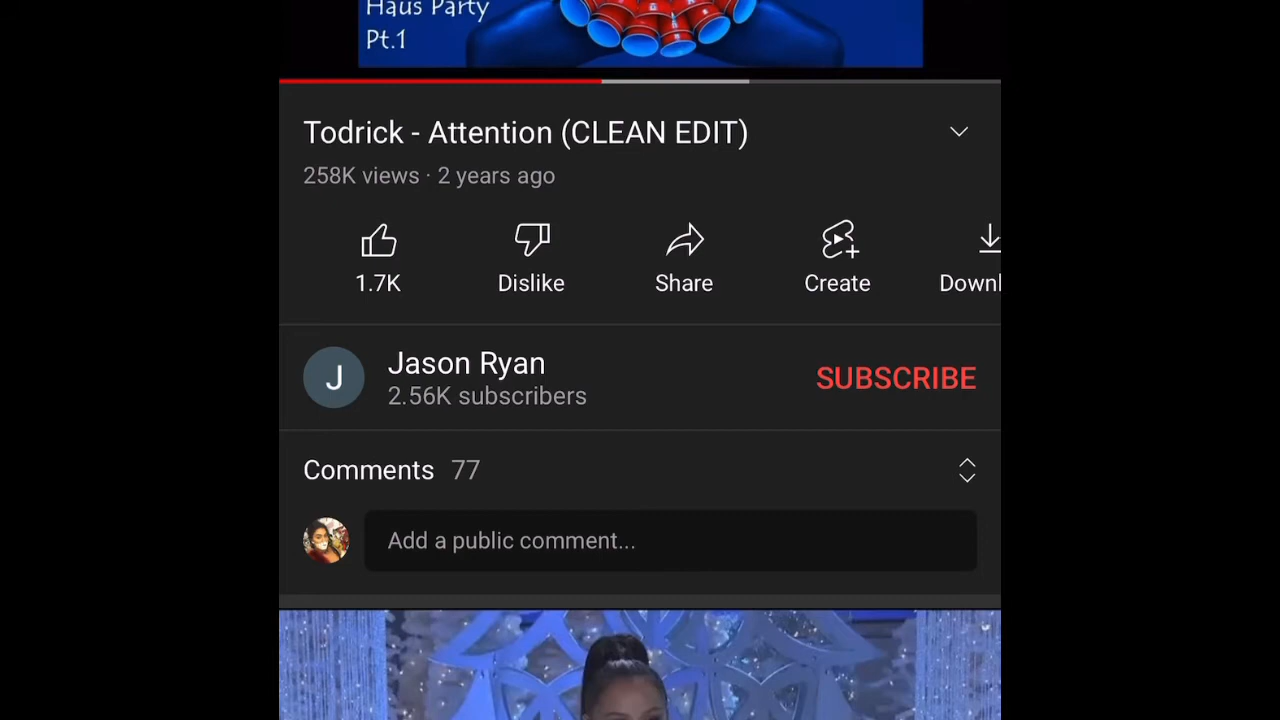 Haus Party
Pt.1
Todrick - Attention (CLEAN EDIT)
258K views · 2 years ago
1.7K
Dislike
Share
Create
Downl
J
Jason Ryan
2.56K subscribers
SUBSCRIBE
Comments 77
Add a public comment...